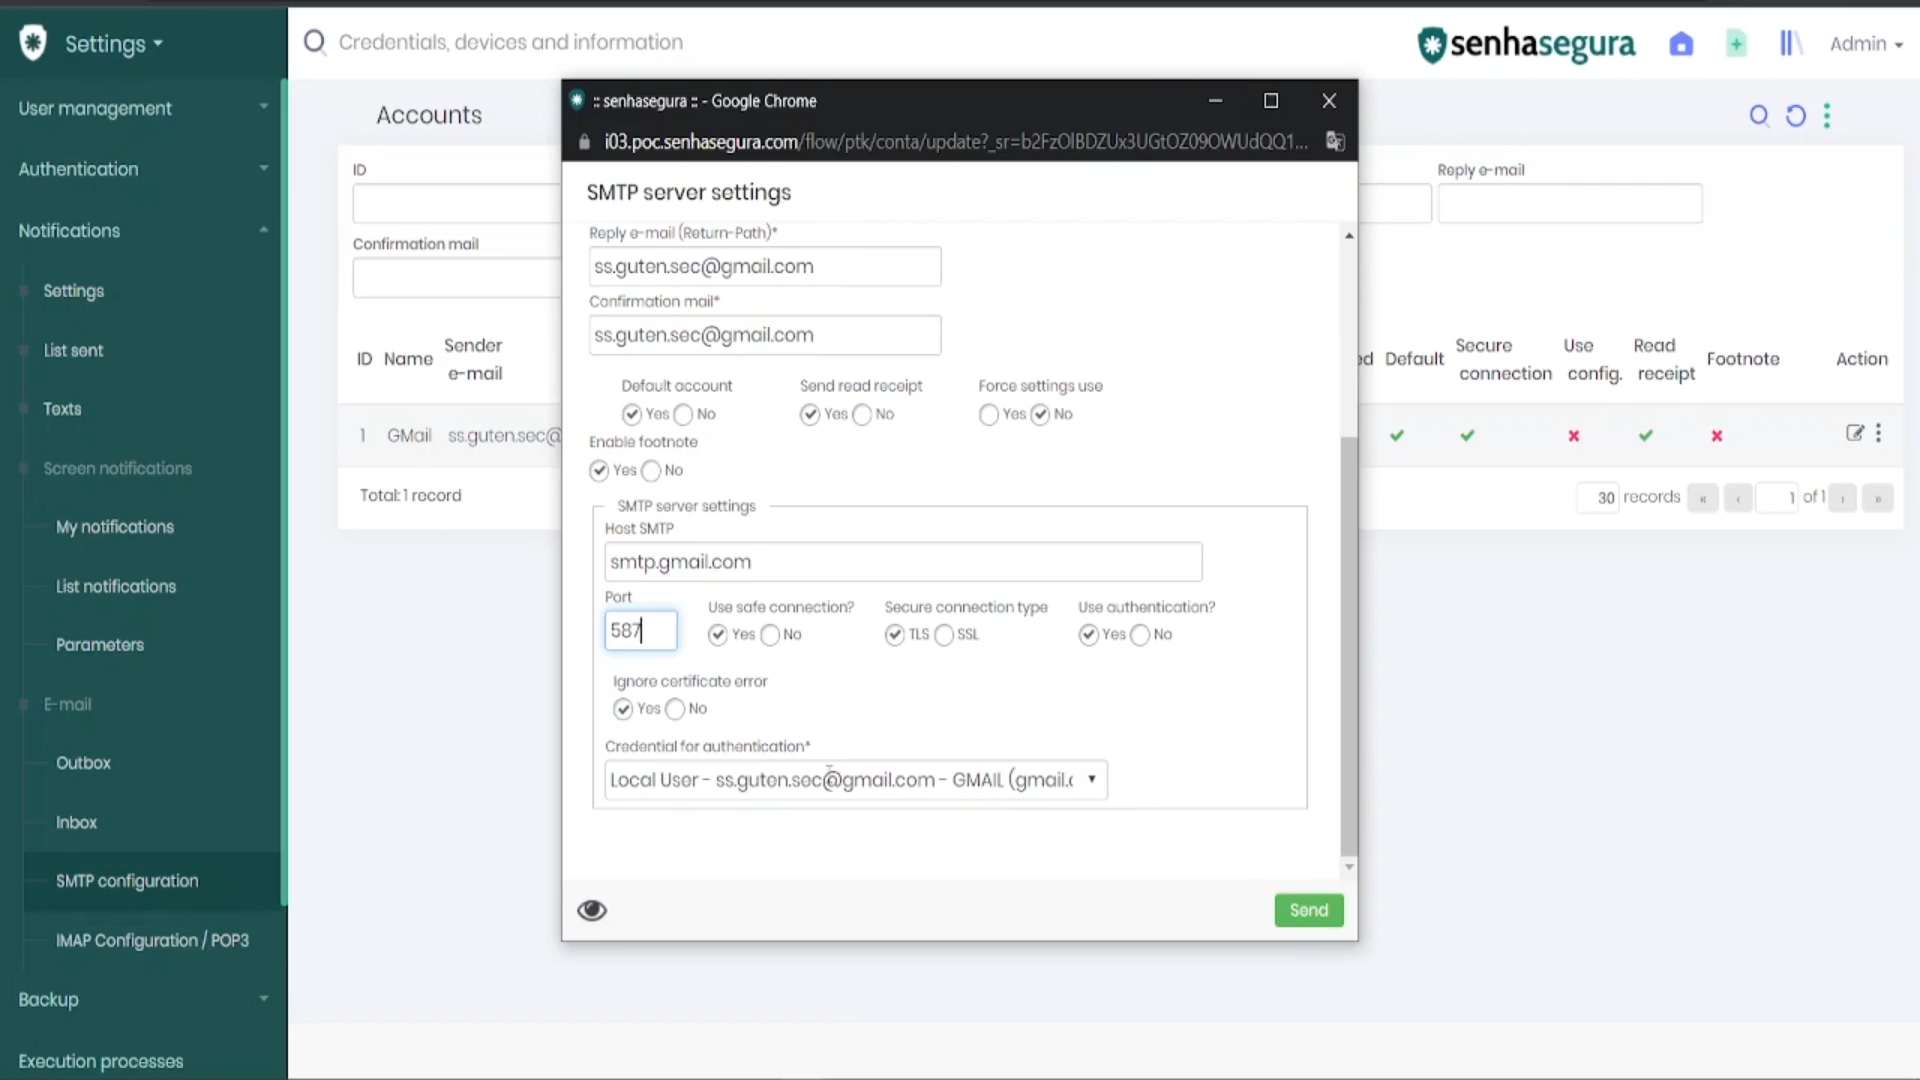 Settings
Credentials, devices and information
senhasegura
Admin
User management
Authentication
Notifications
Settings
List sent
Texts
Screen notifications
My notifications
List notifications
Parameters
E-mail
Outbox
Inbox
SMTP configuration
IMAP Configuration / POP3
Backup
Execution processes
Accounts
ID
Confirmation mail
Reply e-mail
ID Name Sender e-mail
Default Secure connection Use config. Read receipt Footnote Action
1 GMail ss.guten.sec@
Total: 1 record
30 records « ‹ 1 of 1 › »
:: senhasegura :: - Google Chrome
i03.poc.senhasegura.com/flow/ptk/conta/update?_sr=b2FzOlBDZUx3UGtOZ09OWUdQQ1...
SMTP server settings
Reply e-mail (Return-Path)*
ss.guten.sec@gmail.com
Confirmation mail*
ss.guten.sec@gmail.com
Default account Send read receipt Force settings use
Yes No Yes No Yes No
Enable footnote
Yes No
SMTP server settings
Host SMTP
smtp.gmail.com
Port Use safe connection? Secure connection type Use authentication?
587 Yes No TLS SSL Yes No
Ignore certificate error
Yes No
Credential for authentication*
Local User - ss.guten.sec@gmail.com - GMAIL (gmail.
Send